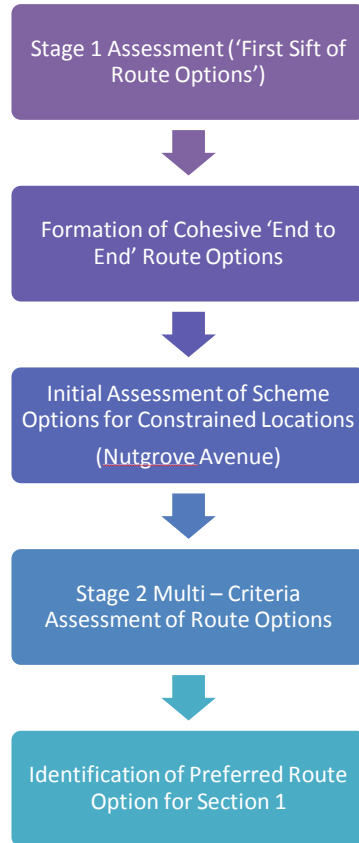 Stage 1 Assessment (‘First Sift of
Route Options’)
Formation of Cohesive ‘End to
End’ Route Options
Initial Assessment of Scheme
Options for Constrained Locations
(Nutgrove Avenue)
Stage 2 Multi – Criteria
Assessment of Route Options
Identification of Preferred Route
Option for Section 1